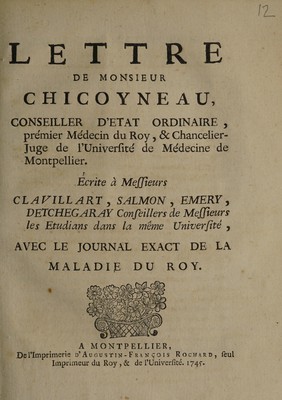 12
LETTRE
DE MONSIEUR
CHICOYNEAU,
CONSEILLER D'ETAT ORDINAIRE,
prémier Médecin du Roy, & Chancelier-
Juge de l'Université de Médecine de
Montpellier.
Écrite à Messieurs
CLAVILLART, SALMON, EMERY,
DETCHEGARAY Conseillers de Messieurs
les Etudians dans la même Université,
AVEC LE JOURNAL EXACT DE LA
MALADIE DU ROY.
A MONTPELLIER,
De l'Imprimerie d'AUGUSTIN-FRANÇOIS ROCHARD, seul
Imprimeur du Roy, & de l'Université. 1745.